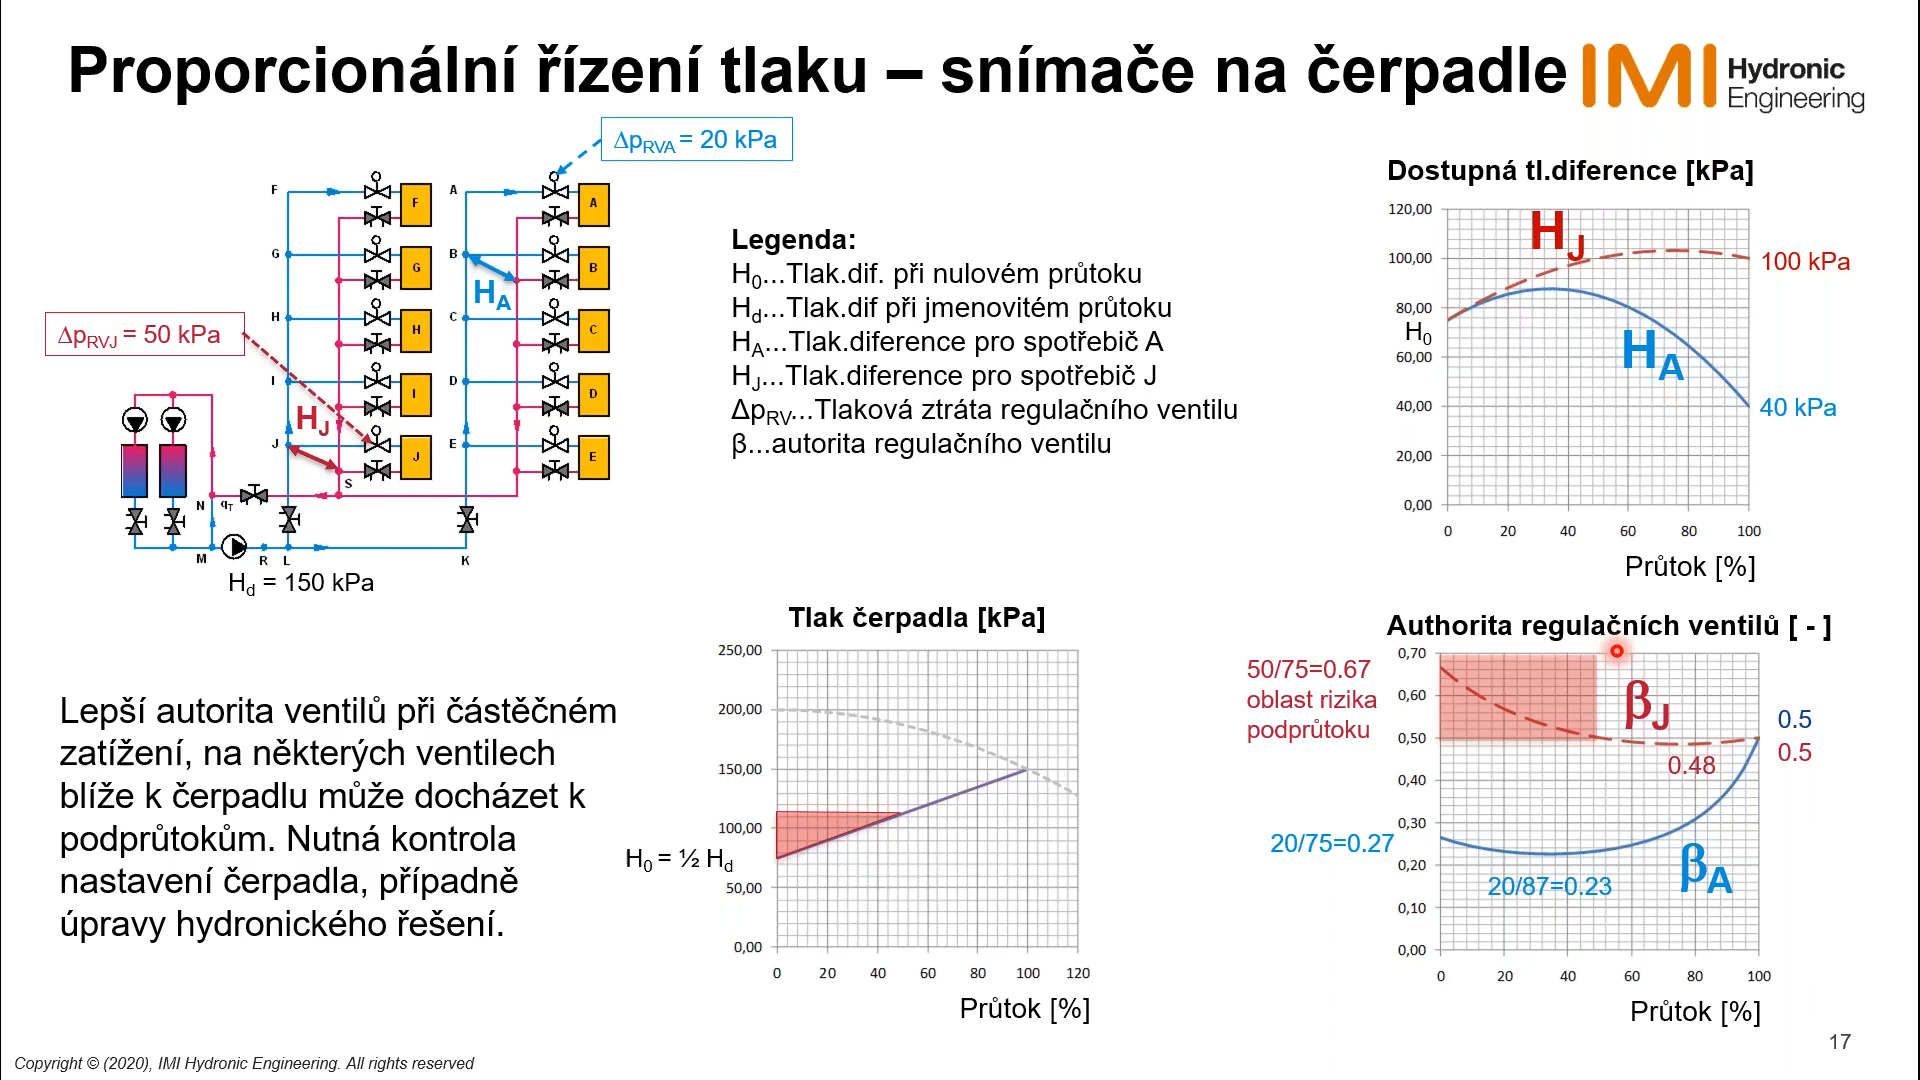 Proporcionální řízení tlaku – snímače na čerpadle
IMI Hydronic
Engineering
ΔpRVA = 20 kPa
ΔpRVJ = 50 kPa
F
F
A
A
G
G
B
B
HA
H
H
C
C
I
I
D
D
HJ
J
J
E
E
S
N
qT
M
R
L
K
Hd = 150 kPa
Legenda:
H0...Tlak.dif. při nulovém průtoku
Hd...Tlak.dif při jmenovitém průtoku
HA...Tlak.diference pro spotřebič A
HJ...Tlak.diference pro spotřebič J
ΔpRV...Tlaková ztráta regulačního ventilu
β...autorita regulačního ventilu
Dostupná tl.diference [kPa]
120,00
100,00
80,00
H0
60,00
40,00
20,00
0,00
HJ
HA
100 kPa
40 kPa
0 20 40 60 80 100
Průtok [%]
Lepší autorita ventilů při částěčném
zatížení, na některých ventilech
blíže k čerpadlu může docházet k
podprůtokům. Nutná kontrola
nastavení čerpadla, případně
úpravy hydronického řešení.
Tlak čerpadla [kPa]
250,00
200,00
150,00
100,00
H0 = ½ Hd
50,00
0,00
0 20 40 60 80 100 120
Průtok [%]
Authorita regulačních ventilů [ - ]
50/75=0.67
oblast rizika
podprůtoku
20/75=0.27
0,70
0,60
0,50
0,40
0,30
0,20
0,10
0,00
βJ
0.48
0.5
0.5
βA
20/87=0.23
0 20 40 60 80 100
Průtok [%]
17
Copyright © (2020), IMI Hydronic Engineering. All rights reserved